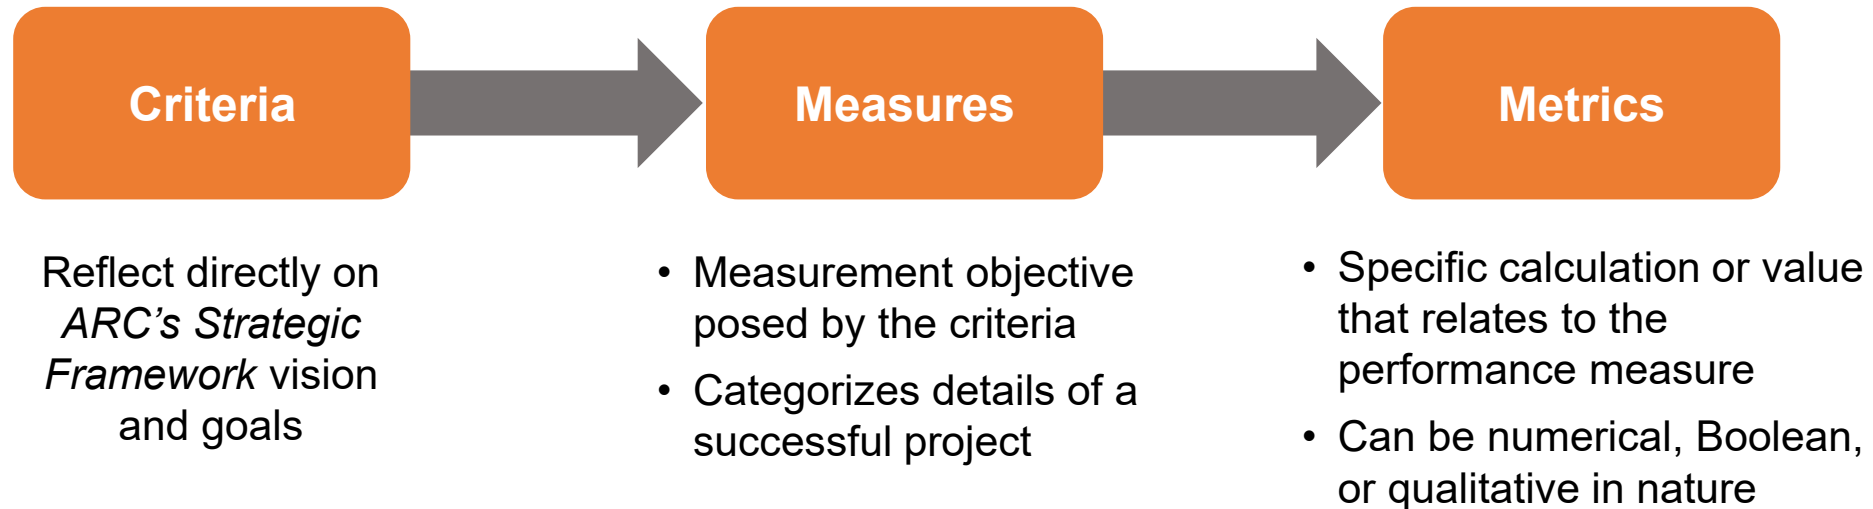 Criteria
Measures
Metrics
Reflect directly on
ARC’s Strategic
Framework vision
and goals
• Measurement objective
posed by the criteria
• Categorizes details of a
successful project
• Specific calculation or value
that relates to the
performance measure
• Can be numerical, Boolean,
or qualitative in nature